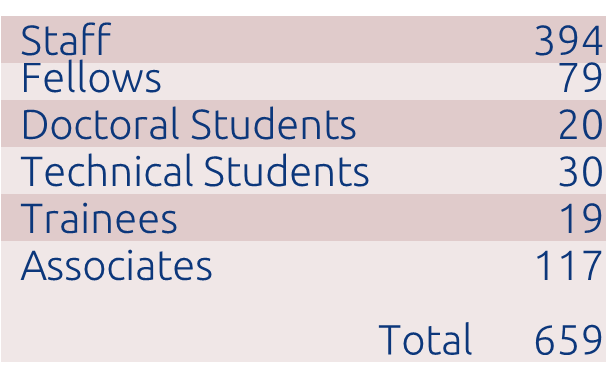 Staff 394
Fellows 79
Doctoral Students 20
Technical Students 30
Trainees 19
Associates 117
Total 659